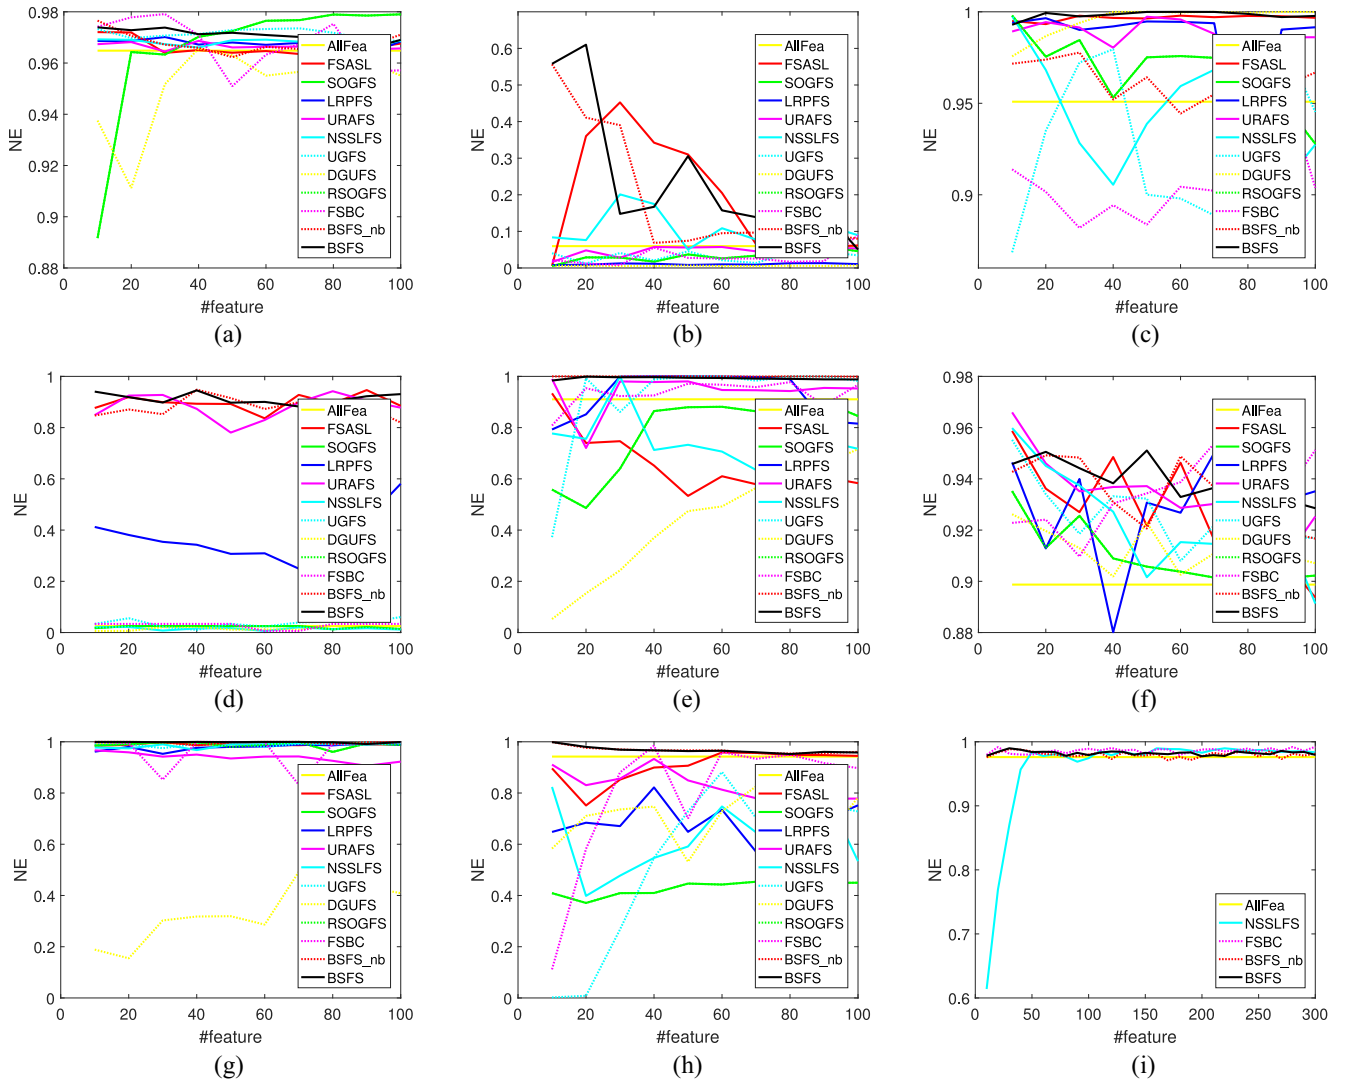 0.98
0.96
0.94
0.92
0.9
0.88
NE
0 20 40 60 80 100
#feature
AllFea
FSASL
SOGFS
LRPFS
URAFS
NSSLFS
UGFS
DGUFS
RSOGFS
FSBC
BSFS_nb
BSFS
(a)
0.6
0.5
0.4
0.3
0.2
0.1
0
NE
0 20 40 60 80 100
#feature
AllFea
FSASL
SOGFS
LRPFS
URAFS
NSSLFS
UGFS
DGUFS
RSOGFS
FSBC
BSFS_nb
BSFS
(b)
1
0.95
0.9
NE
0 20 40 60 80 100
#feature
AllFea
FSASL
SOGFS
LRPFS
URAFS
NSSLFS
UGFS
DGUFS
RSOGFS
FSBC
BSFS_nb
BSFS
(c)
1
0.8
0.6
0.4
0.2
0
NE
0 20 40 60 80 100
#feature
AllFea
FSASL
SOGFS
LRPFS
URAFS
NSSLFS
UGFS
DGUFS
RSOGFS
FSBC
BSFS_nb
BSFS
(d)
1
0.8
0.6
0.4
0.2
0
NE
0 20 40 60 80 100
#feature
AllFea
FSASL
SOGFS
LRPFS
URAFS
NSSLFS
UGFS
DGUFS
RSOGFS
FSBC
BSFS_nb
BSFS
(e)
0.98
0.96
0.94
0.92
0.9
0.88
NE
0 20 40 60 80 100
#feature
AllFea
FSASL
SOGFS
LRPFS
URAFS
NSSLFS
UGFS
DGUFS
RSOGFS
FSBC
BSFS_nb
BSFS
(f)
1
0.8
0.6
0.4
0.2
0
NE
0 20 40 60 80 100
#feature
AllFea
FSASL
SOGFS
LRPFS
URAFS
NSSLFS
UGFS
DGUFS
RSOGFS
FSBC
BSFS_nb
BSFS
(g)
1
0.8
0.6
0.4
0.2
0
NE
0 20 40 60 80 100
#feature
AllFea
FSASL
SOGFS
LRPFS
URAFS
NSSLFS
UGFS
DGUFS
RSOGFS
FSBC
BSFS_nb
BSFS
(h)
1
0.9
0.8
0.7
0.6
NE
0 50 100 150 200 250 300
#feature
AllFea
NSSLFS
FSBC
BSFS_nb
BSFS
(i)